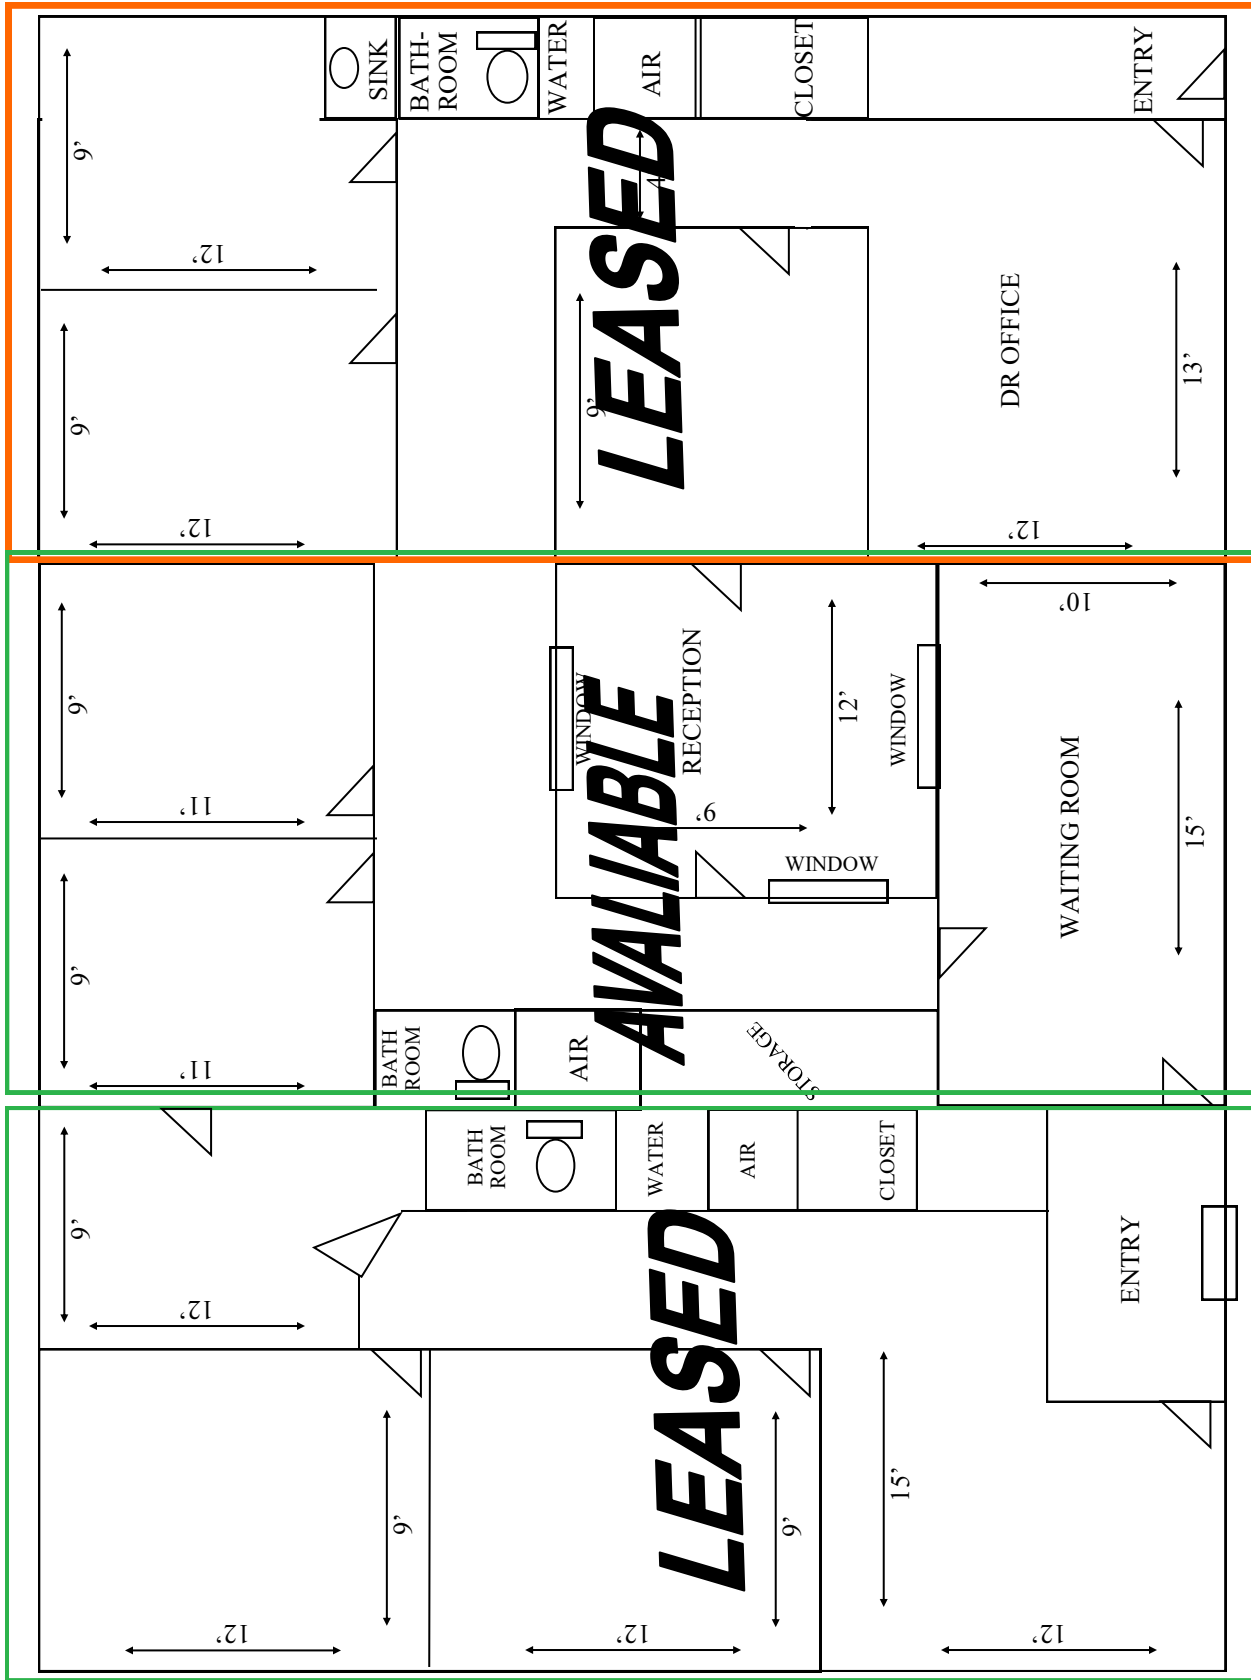 SINK
BATH-
ROOM
WATER
AIR
CLOSET
ENTRY
9’
12’
9’
12’
4’
9’
LEASED
DR OFFICE
13’
12’
9’
11’
9’
11’
WINDOW
RECEPTION
12’
WINDOW
9’
WINDOW
AVALIABLE
10’
WAITING ROOM
15’
BATH
ROOM
AIR
STORAGE
9’
12’
BATH
ROOM
WATER
AIR
CLOSET
ENTRY
LEASED
9’
12’
9’
12’
15’
12’